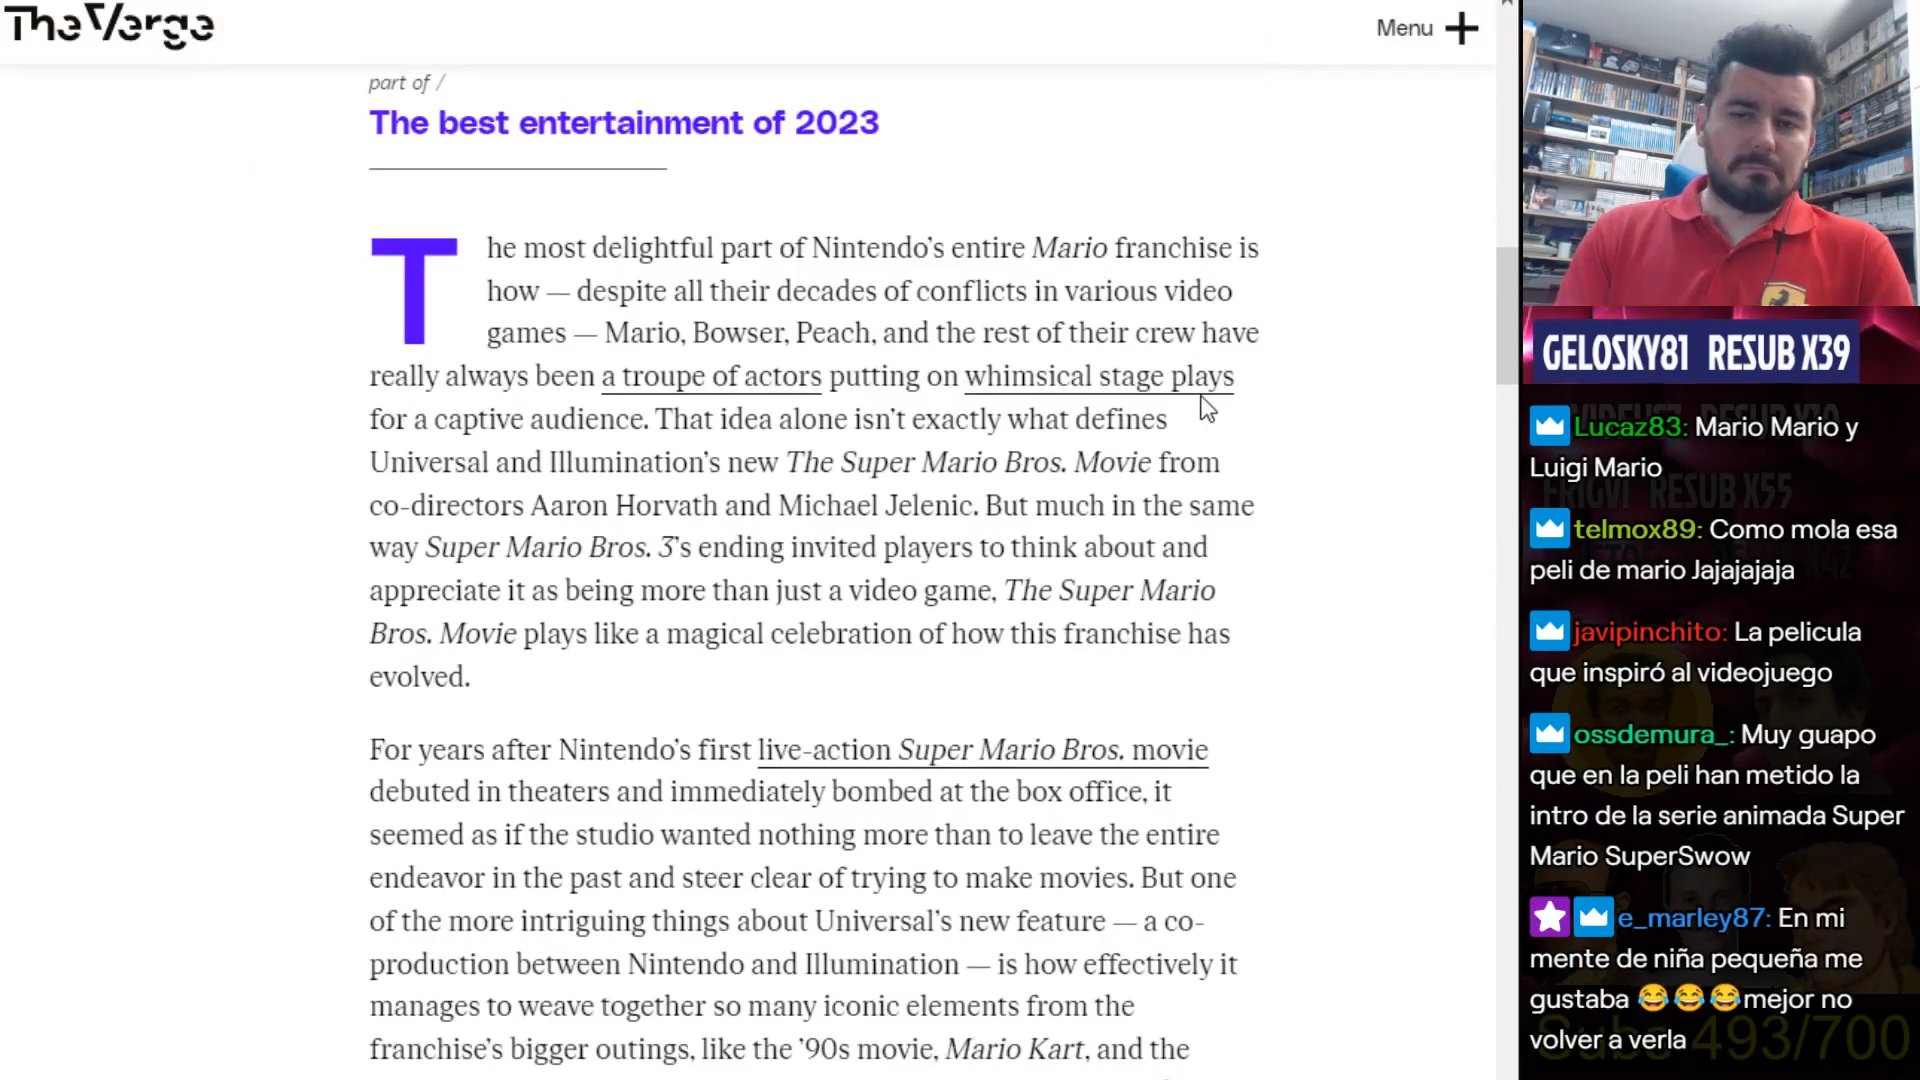 The Verge
Menu
part of /
The best entertainment of 2023
The most delightful part of Nintendo’s entire Mario franchise is
how — despite all their decades of conflicts in various video
games — Mario, Bowser, Peach, and the rest of their crew have
really always been a troupe of actors putting on whimsical stage plays
for a captive audience. That idea alone isn’t exactly what defines
Universal and Illumination’s new The Super Mario Bros. Movie from
co-directors Aaron Horvath and Michael Jelenic. But much in the same
way Super Mario Bros. 3’s ending invited players to think about and
appreciate it as being more than just a video game, The Super Mario
Bros. Movie plays like a magical celebration of how this franchise has
evolved.
For years after Nintendo’s first live-action Super Mario Bros. movie
debuted in theaters and immediately bombed at the box office, it
seemed as if the studio wanted nothing more than to leave the entire
endeavor in the past and steer clear of trying to make movies. But one
of the more intriguing things about Universal’s new feature — a co-
production between Nintendo and Illumination — is how effectively it
manages to weave together so many iconic elements from the
franchise’s bigger outings, like the ’90s movie, Mario Kart, and the
GELOSKY81 RESUB X39
Lucaz83: Mario Mario y
Luigi Mario
FRIGVI RESUB X55
telmox89: Como mola esa
peli de mario Jajajajaja
javipinchito: La pelicula
que inspiró al videojuego
ossdemura_: Muy guapo
que en la peli han metido la
intro de la serie animada Super
Mario SuperSwow
e_marley87: En mi
mente de niña pequeña me
gustaba 😂😂😂mejor no
volver a verla
Subs 493/700